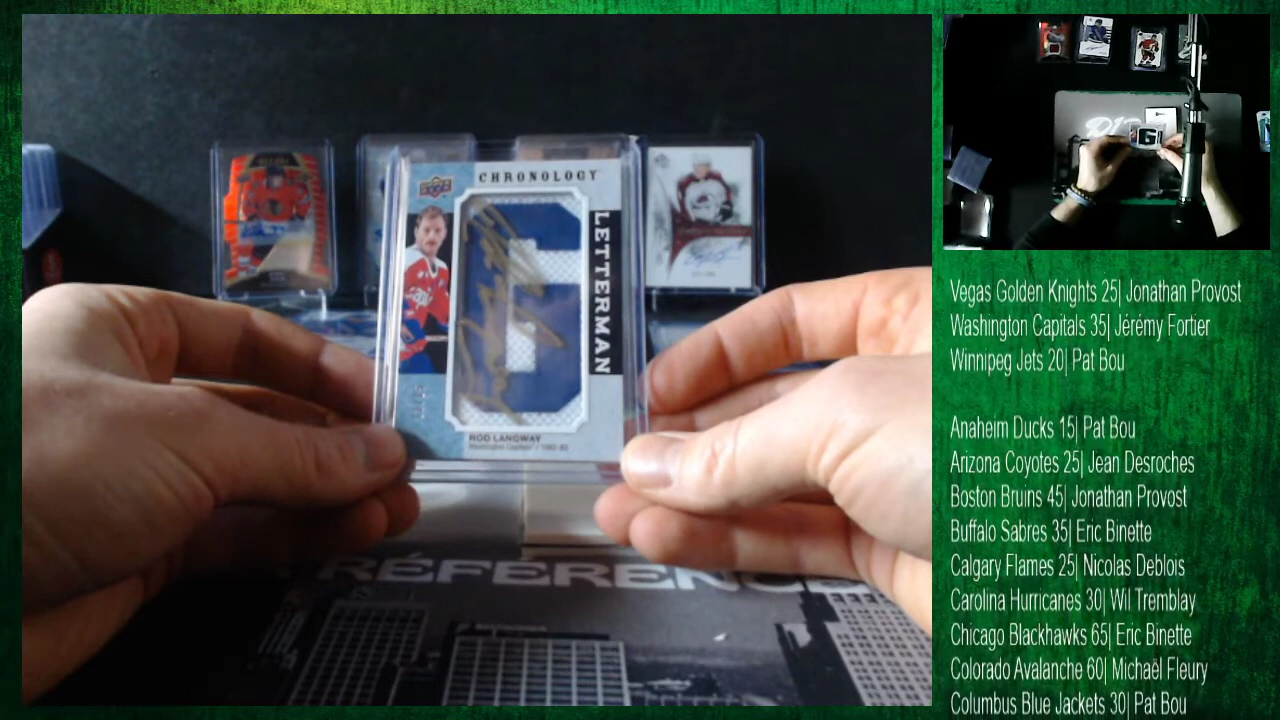 CHRONOLOGY
LETTERMAN
G
ROD LANGWAY
PRÉFÉRENCE
Vegas Golden Knights 25| Jonathan Provost
Washington Capitals 35| Jérémy Fortier
Winnipeg Jets 20| Pat Bou
Anaheim Ducks 15| Pat Bou
Arizona Coyotes 25| Jean Desroches
Boston Bruins 45| Jonathan Provost
Buffalo Sabres 35| Eric Binette
Calgary Flames 25| Nicolas Deblois
Carolina Hurricanes 30| Wil Tremblay
Chicago Blackhawks 65| Eric Binette
Colorado Avalanche 60| Michaël Fleury
Columbus Blue Jackets 30| Pat Bou